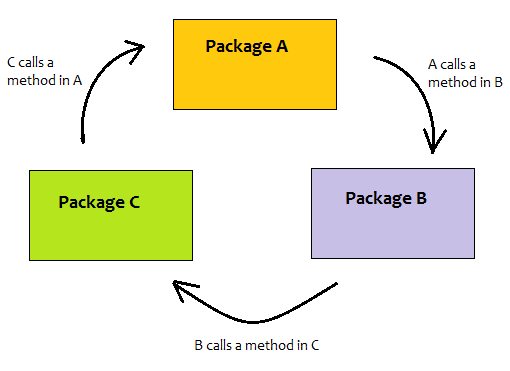 Package A
C calls a
method in A
A calls a
method in B
Package C
Package B
B calls a method in C